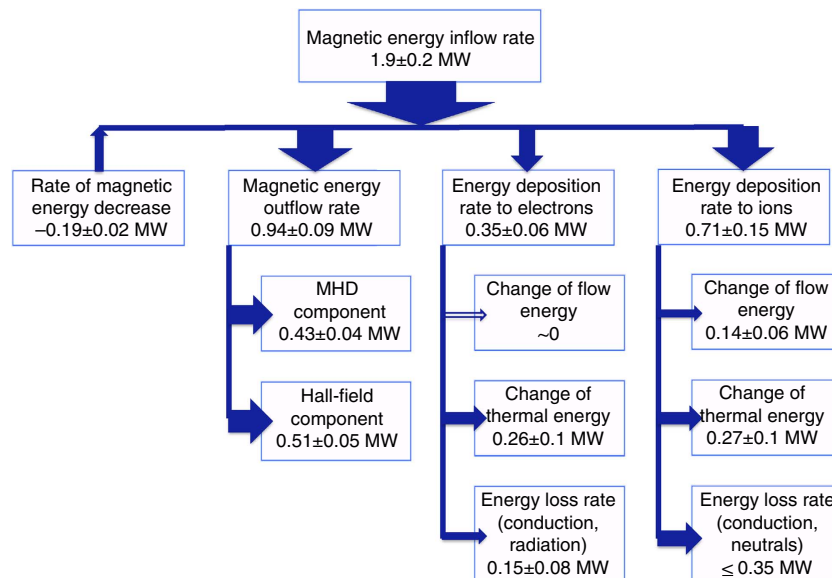 Magnetic energy inflow rate
1.9±0.2 MW
Rate of magnetic
energy decrease
–0.19±0.02 MW
Magnetic energy
outflow rate
0.94±0.09 MW
Energy deposition
rate to electrons
0.35±0.06 MW
Energy deposition
rate to ions
0.71±0.15 MW
MHD
component
0.43±0.04 MW
Change of flow
energy
~0
Change of flow
energy
0.14±0.06 MW
Hall-field
component
0.51±0.05 MW
Change of
thermal energy
0.26±0.1 MW
Change of
thermal energy
0.27±0.1 MW
Energy loss rate
(conduction,
radiation)
0.15±0.08 MW
Energy loss rate
(conduction,
neutrals)
≤ 0.35 MW